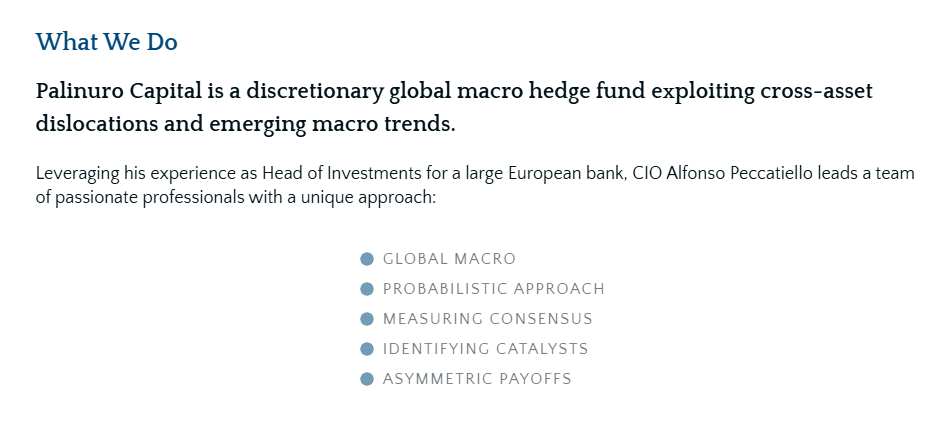 What We Do
Palinuro Capital is a discretionary global macro hedge fund exploiting cross-asset
dislocations and emerging macro trends.
Leveraging his experience as Head of Investments for a large European bank, CIO Alfonso Peccatiello leads a team
of passionate professionals with a unique approach:
GLOBAL MACRO
PROBABILISTIC APPROACH
MEASURING CONSENSUS
IDENTIFYING CATALYSTS
ASYMMETRIC PAYOFFS